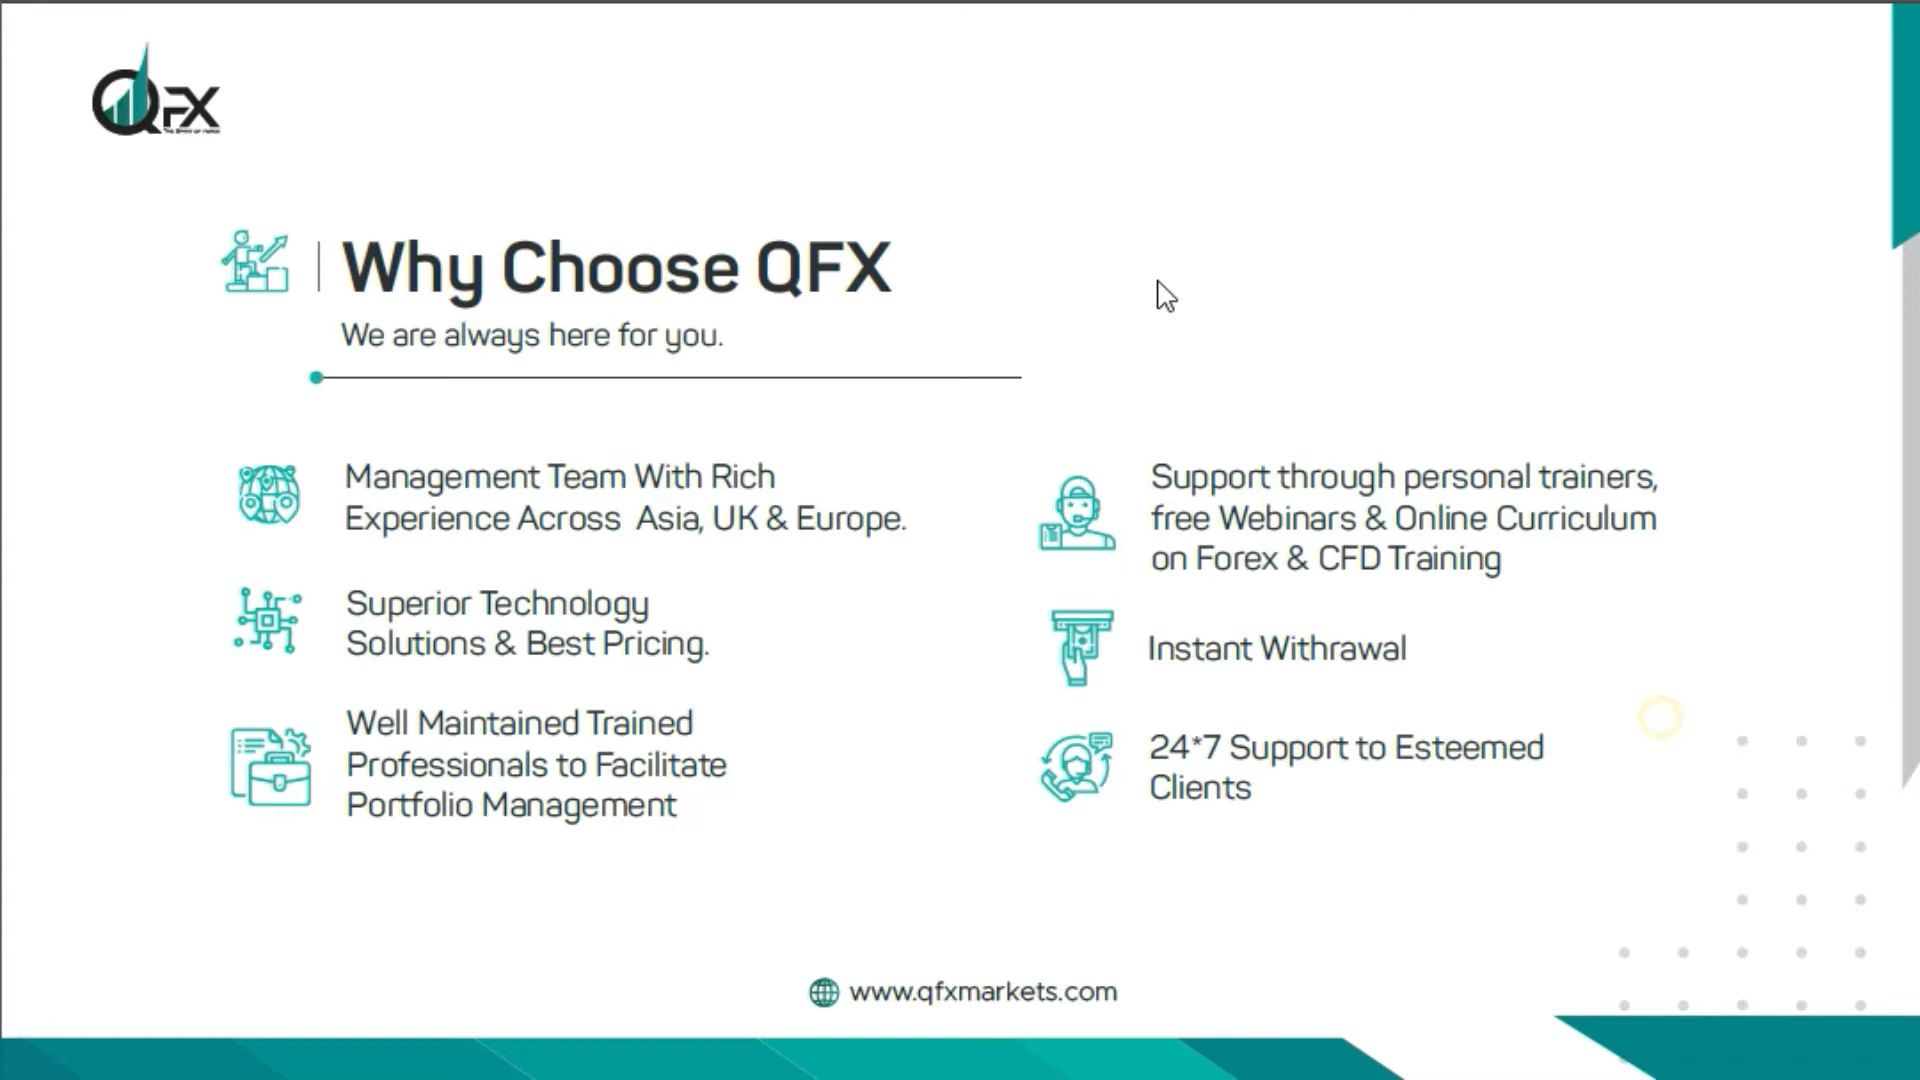 QFX
Why Choose QFX
We are always here for you.
Management Team With Rich
Experience Across Asia, UK & Europe.
Superior Technology
Solutions & Best Pricing.
Well Maintained Trained
Professionals to Facilitate
Portfolio Management
Support through personal trainers,
free Webinars & Online Curriculum
on Forex & CFD Training
Instant Withrawal
24*7 Support to Esteemed
Clients
www.qfxmarkets.com